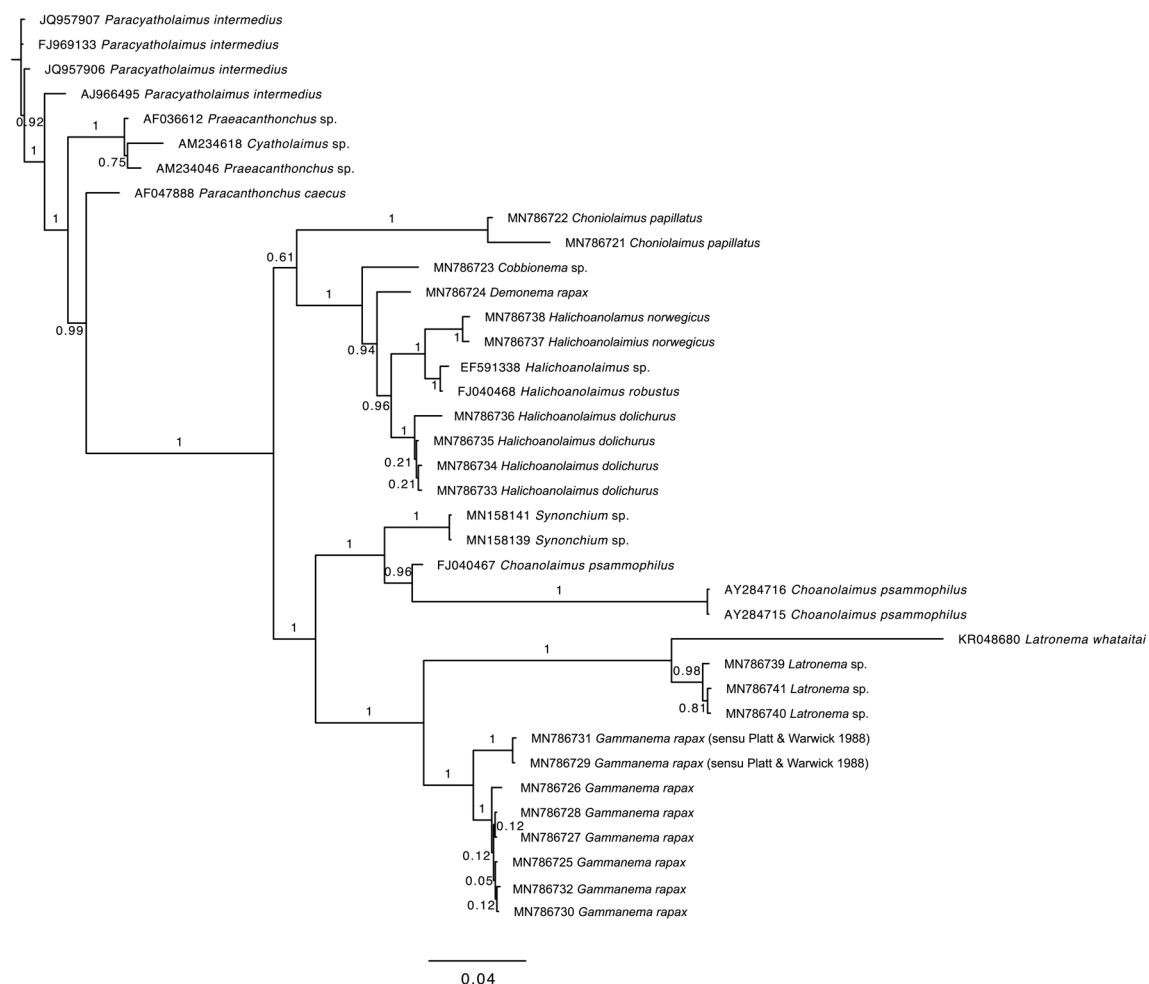 JQ957907 Paracyatholaimus intermedius
FJ969133 Paracyatholaimus intermedius
JQ957906 Paracyatholaimus intermedius
AJ966495 Paracyatholaimus intermedius
0.92
1
AF036612 Praeacanthonchus sp.
AM234618 Cyatholaimus sp.
1
0.75
AM234046 Praeacanthonchus sp.
AF047888 Paracanthonchus caecus
1
1
MN786722 Choniolaimus papillatus
MN786721 Choniolaimus papillatus
0.61
MN786723 Cobbionema sp.
1
MN786724 Demonema rapax
MN786738 Halichoanolamus norwegicus
0.99
1
MN786737 Halichoanolaimius norwegicus
0.94
1
EF591338 Halichoanolaimus sp.
1
FJ040468 Halichoanolaimus robustus
0.96
MN786736 Halichoanolaimus dolichurus
1
MN786735 Halichoanolaimus dolichurus
1
0.21
MN786734 Halichoanolaimus dolichurus
0.21
MN786733 Halichoanolaimus dolichurus
1
MN158141 Synonchium sp.
MN158139 Synonchium sp.
1
FJ040467 Choanolaimus psammophilus
0.96
1
AY284716 Choanolaimus psammophilus
AY284715 Choanolaimus psammophilus
1
KR048680 Latronema whataitai
1
MN786739 Latronema sp.
0.98
MN786741 Latronema sp.
0.81
MN786740 Latronema sp.
1
1
MN786731 Gammanema rapax (sensu Platt & Warwick 1988)
MN786729 Gammanema rapax (sensu Platt & Warwick 1988)
1
MN786726 Gammanema rapax
1
MN786728 Gammanema rapax
0.12
MN786727 Gammanema rapax
0.12
MN786725 Gammanema rapax
0.05
MN786732 Gammanema rapax
0.12
MN786730 Gammanema rapax
0.04